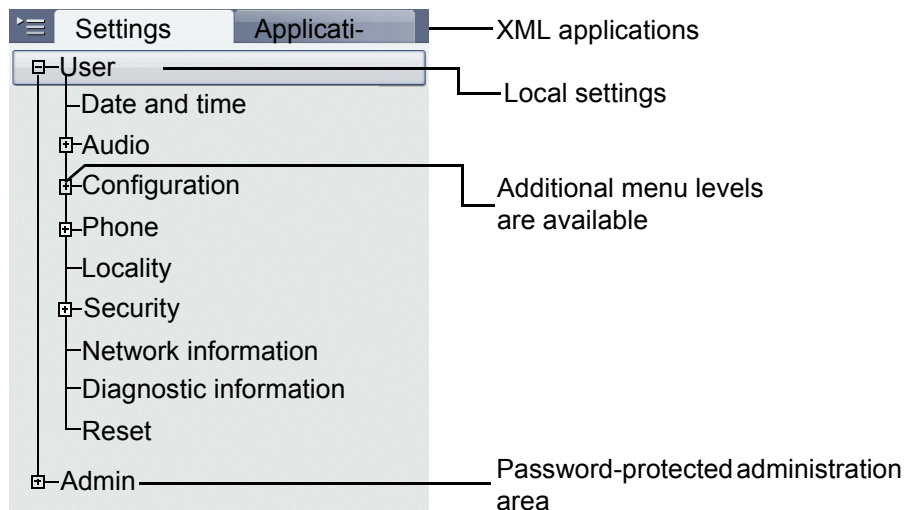 Settings
Applicati-
XML applications
User
Local settings
Date and time
Audio
Configuration
Additional menu levels
are available
Phone
Locality
Security
Network information
Diagnostic information
Reset
Admin
Password-protected administration
area